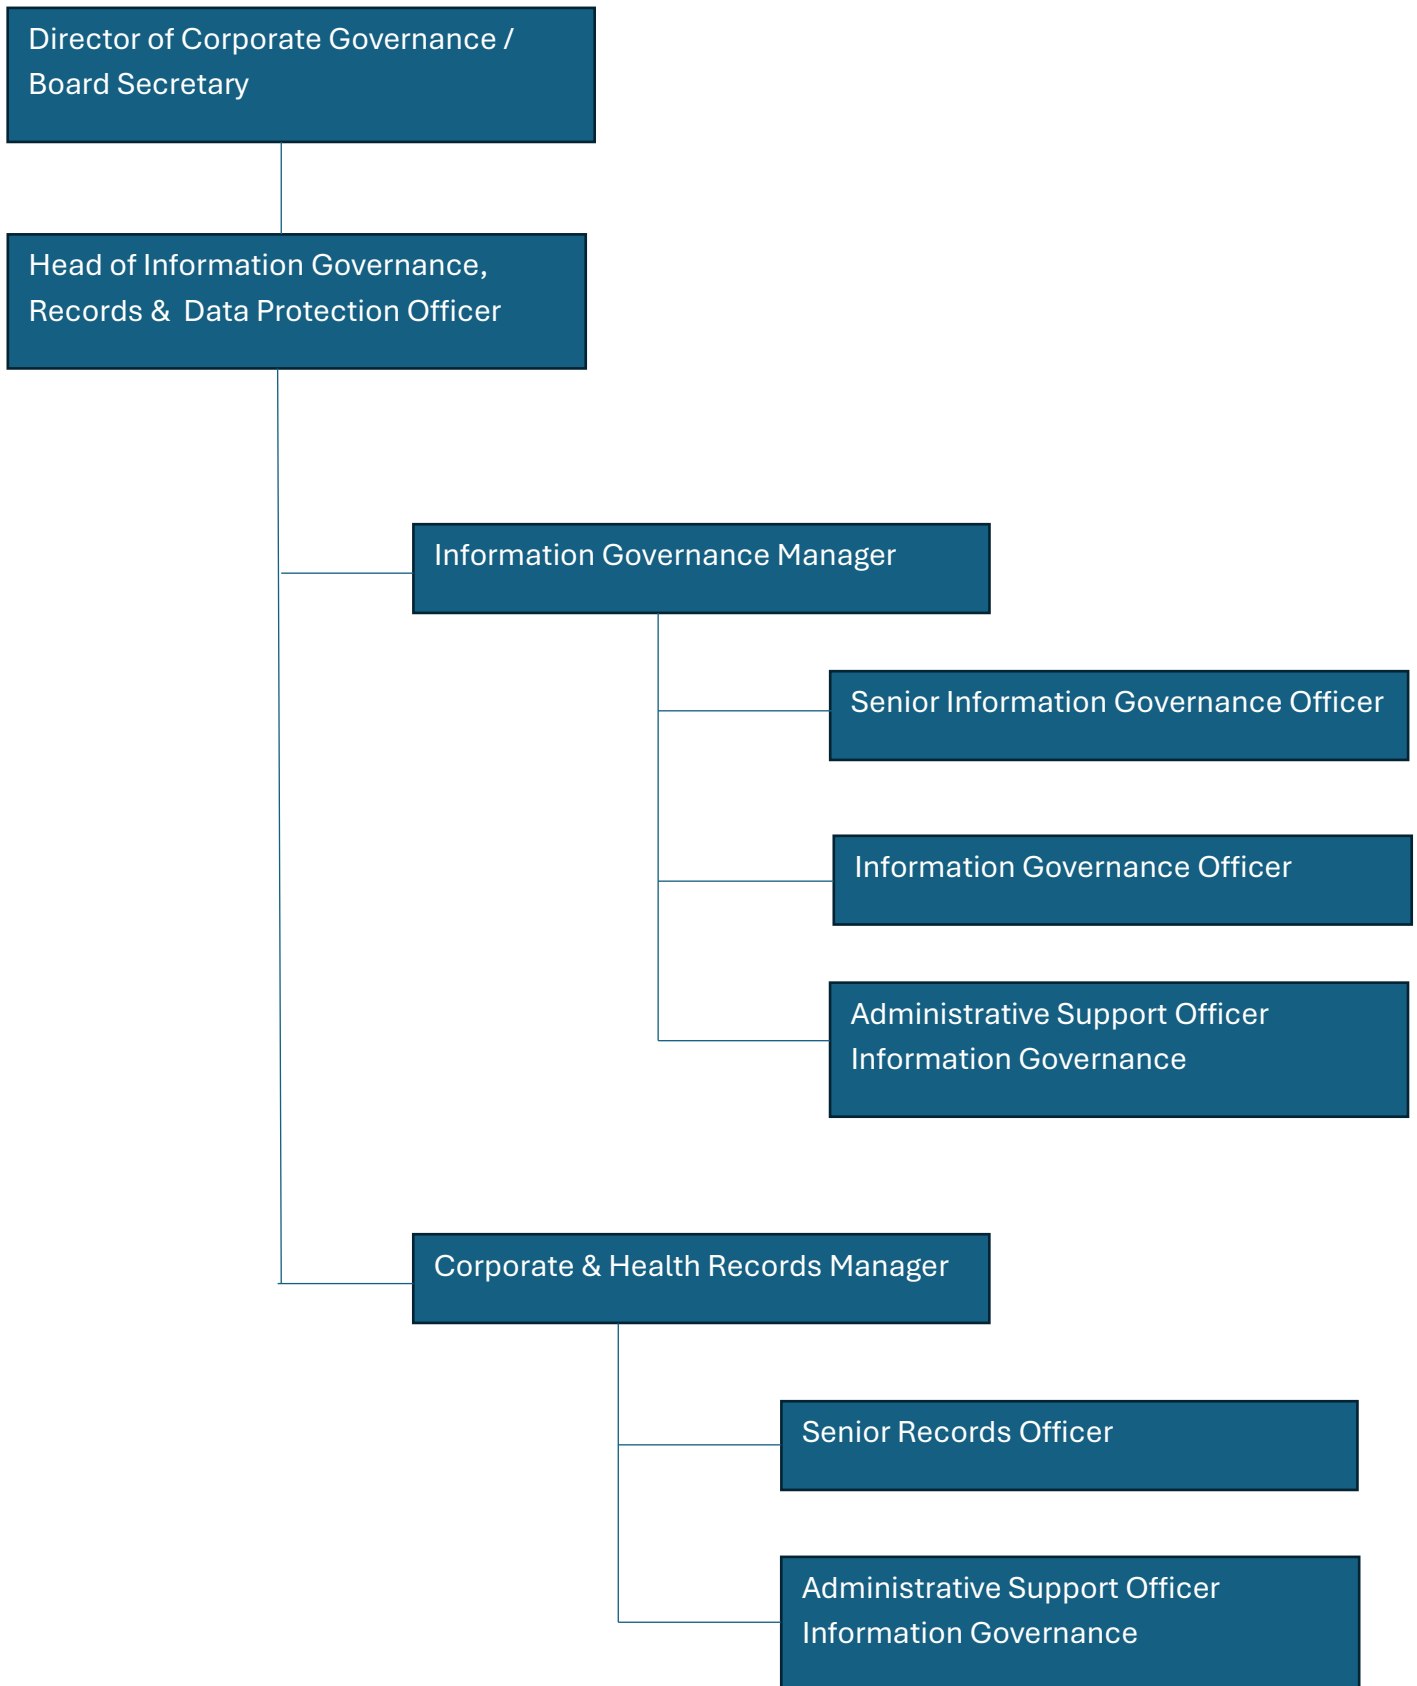 Director of Corporate Governance /
Board Secretary
Head of Information Governance,
Records &  Data Protection Officer
Information Governance Manager
Senior Information Governance Officer
Information Governance Officer
Administrative Support Officer
Information Governance
Corporate & Health Records Manager
Senior Records Officer
Administrative Support Officer
Information Governance